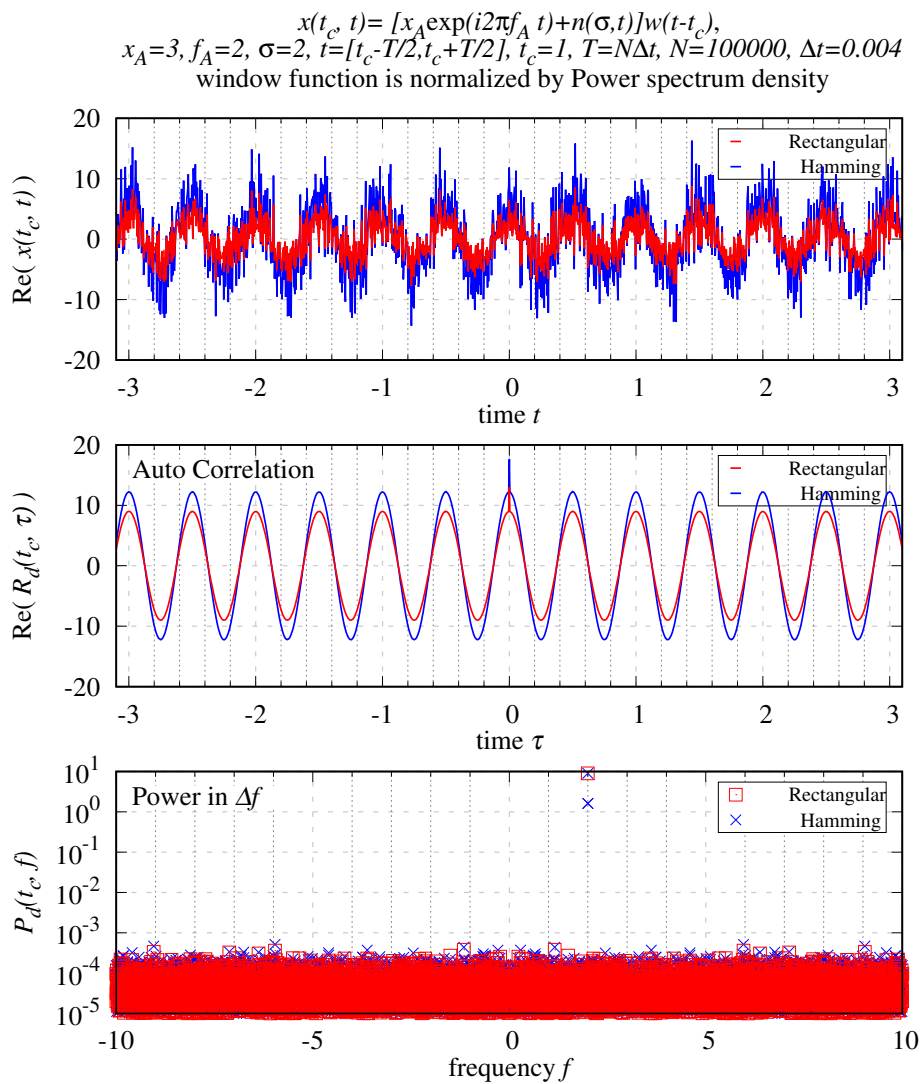 x(t_c, t)= [x_A exp(i2πf_A t)+n(σ,t)]w(t-t_c),
x_A=3, f_A=2, σ=2, t=[t_c-T/2,t_c+T/2], t_c=1, T=NΔt, N=100000, Δt=0.004
window function is normalized by Power spectrum density
Re( x(t_c, t) )
20
10
0
-10
-20
Rectangular
Hamming
-3 -2 -1 0 1 2 3
time t
Re( R_d(t_c, τ) )
20
10
0
-10
-20
Auto Correlation
Rectangular
Hamming
-3 -2 -1 0 1 2 3
time τ
P_d(t_c, f)
10^1
10^0
10^-1
10^-2
10^-3
10^-4
10^-5
Power in Δf
Rectangular
Hamming
-10 -5 0 5 10
frequency f